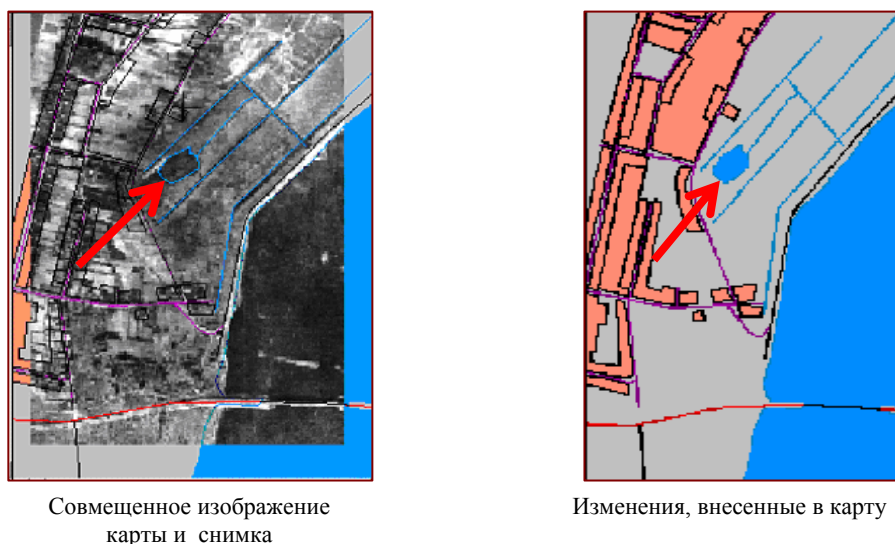 Совмещенное изображение
карты и снимка
Изменения, внесенные в карту